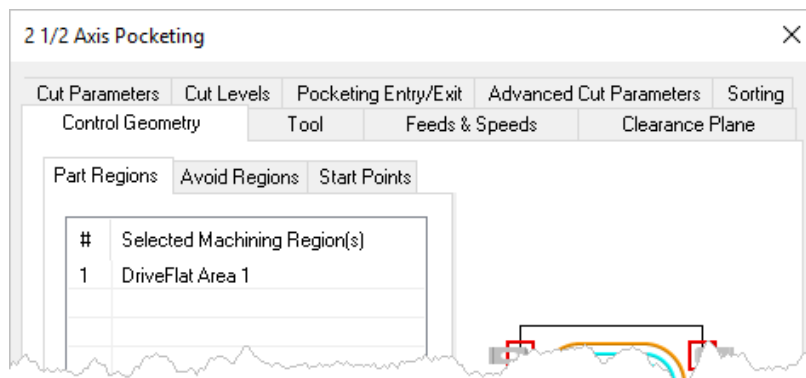 2 1/2 Axis Pocketing
Cut Parameters Cut Levels Pocketing Entry/Exit Advanced Cut Parameters Sorting
Control Geometry Tool Feeds & Speeds Clearance Plane
Part Regions Avoid Regions Start Points
# Selected Machining Region(s)
1 DriveFlat Area 1